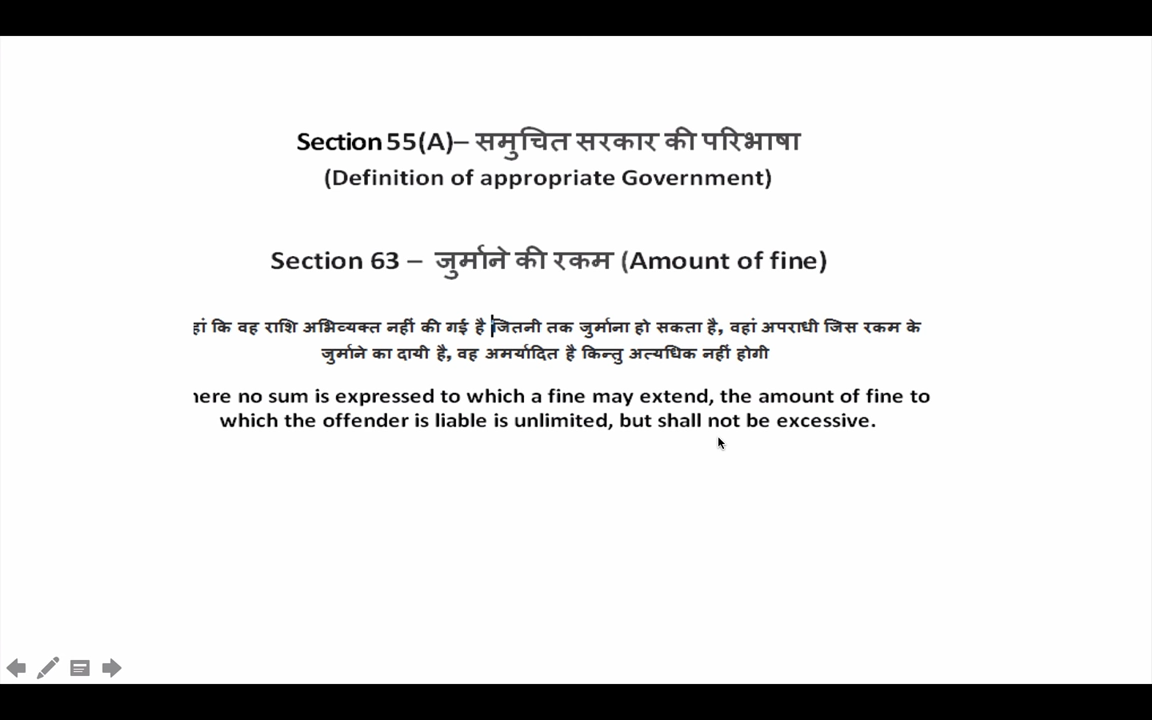 Section 55(A)– समुचित सरकार की परिभाषा
(Definition of appropriate Government)
Section 63 – जुर्माने की रकम (Amount of fine)
कि वह राशि अभिव्यक्त नहीं की गई है जितनी तक जुर्माना हो सकता है, वहां अपराधी जिस रकम के
जुर्माने का दायी है, वह अमर्यादित है किन्तु अत्यधिक नहीं होगी
no sum is expressed to which a fine may extend, the amount of fine to
which the offender is liable is unlimited, but shall not be excessive.